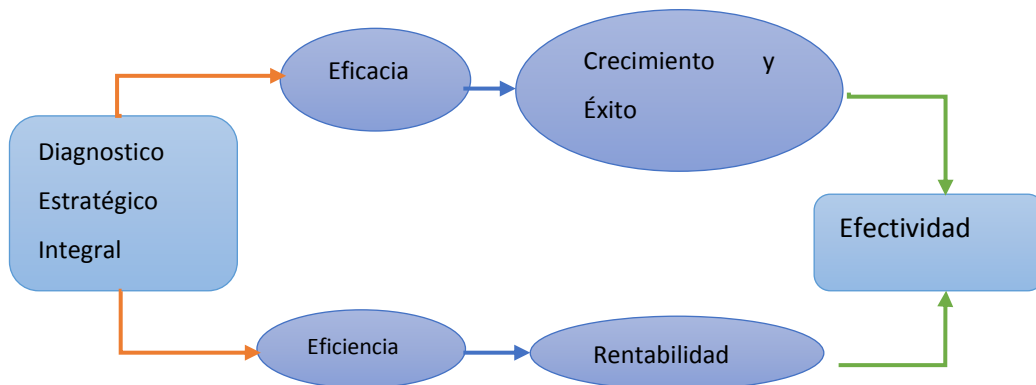 Eficacia
Crecimiento y
Éxito
Diagnostico
Estratégico
Integral
Efectividad
Eficiencia
Rentabilidad